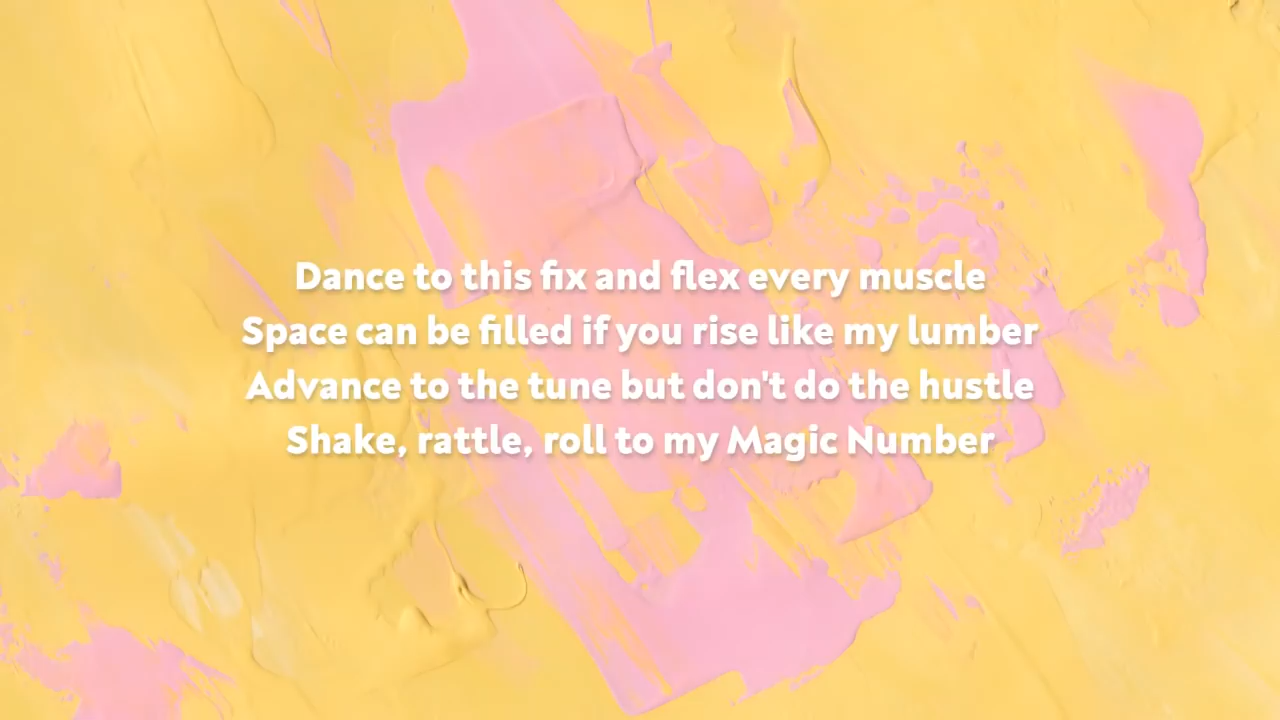 Dance to this fix and flex every muscle
Space can be filled if you rise like my lumber
Advance to the tune but don't do the hustle
Shake, rattle, roll to my Magic Number